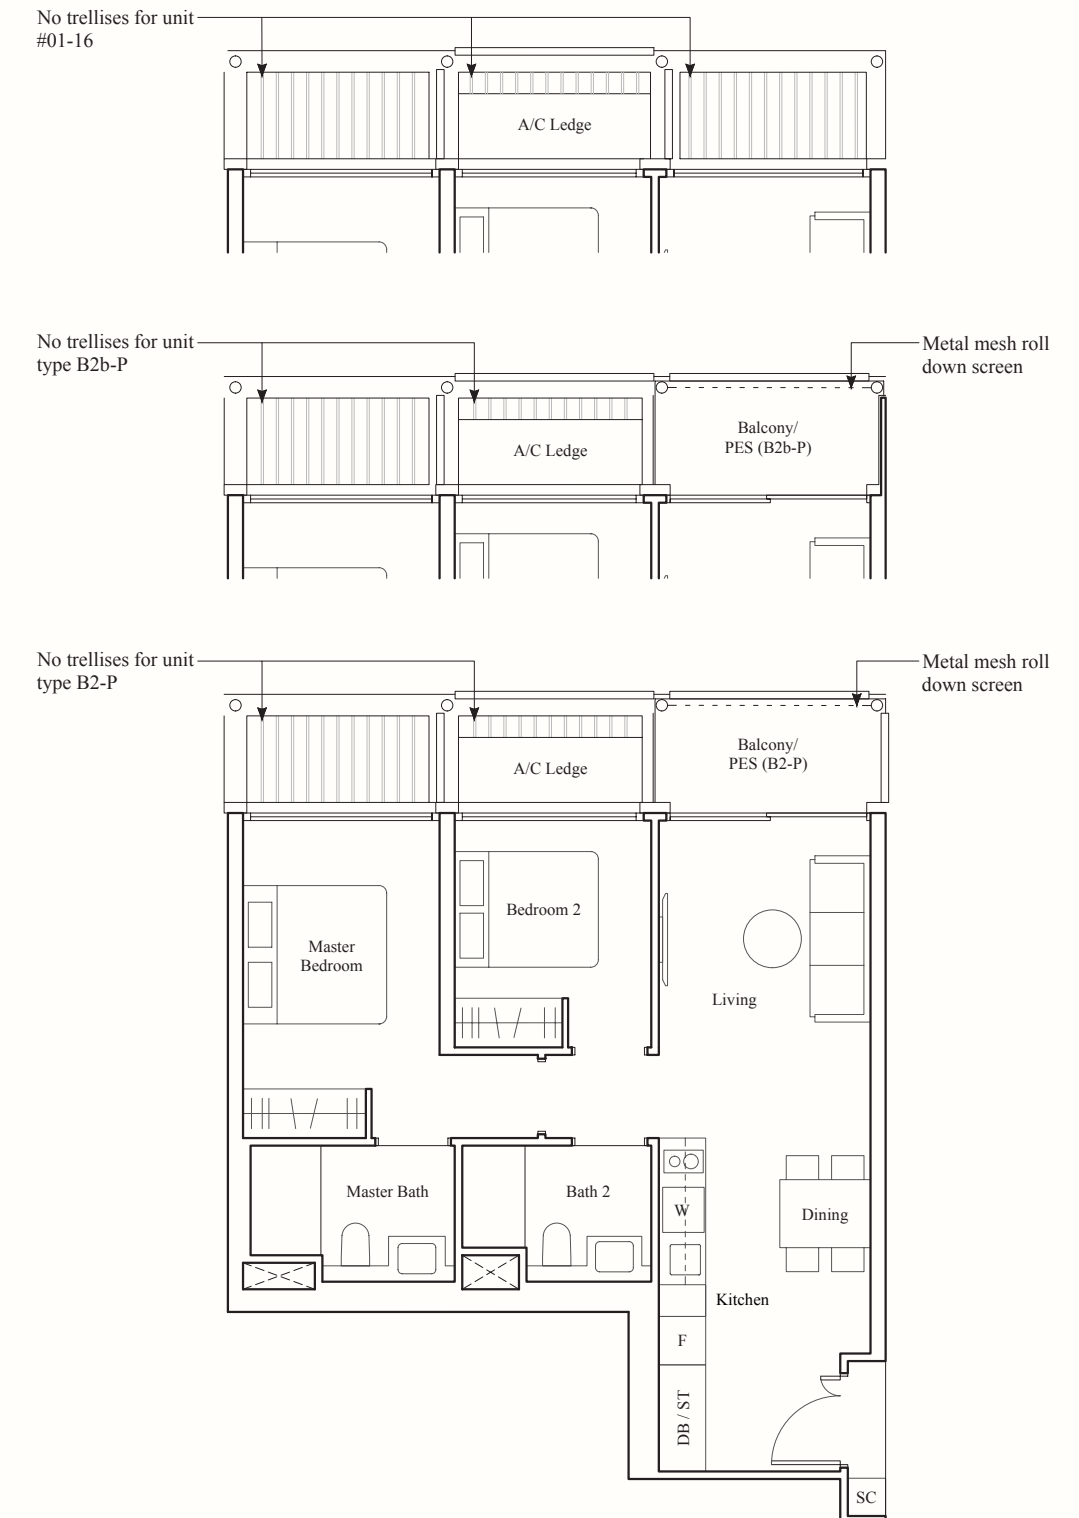 No trellises for unit
#01-16
A/C Ledge
No trellises for unit
type B2b-P
Metal mesh roll
down screen
Balcony/
PES (B2b-P)
A/C Ledge
No trellises for unit
type B2-P
Metal mesh roll
down screen
Balcony/
PES (B2-P)
A/C Ledge
Bedroom 2
Master
Bedroom
Living
Master Bath
Bath 2
W
Dining
Kitchen
F
DB / ST
SC